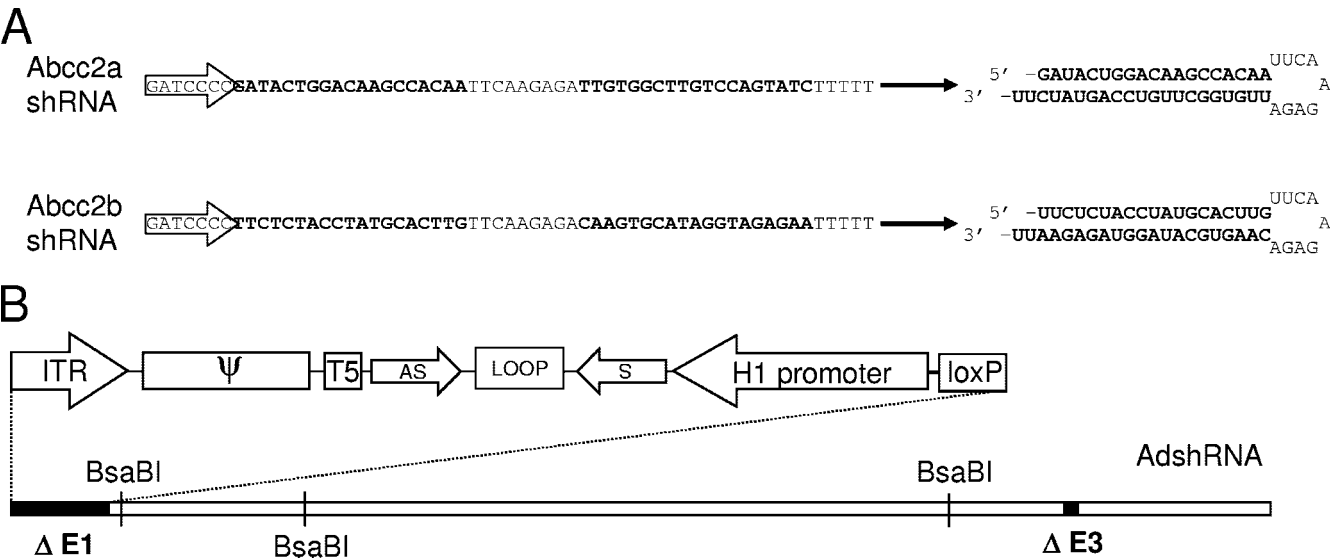 A
Abcc2a shRNA
GATCCCCGATACTGGACAAGCCACAATTCAAGAGATTGTGGCTTGTCCAGTATCTTTTT
5’ –GAUACUGGACAAGCCACAA
3’ –UUCUAUGACCUGUUCGGUGUU
UUCA
A
AGAG
Abcc2b shRNA
GATCCCCTTCTCTACCTATGCACTTGTTCAAGAGACAAGTGCATAGGTAGAGAATTTTT
5’ –UUCUCUACCUAUGCACUUG
3’ –UUAAGAGAUGGAUACGUGAAC
UUCA
A
AGAG
B
ITR Ψ T5 AS LOOP S H1 promoter loxP
AdshRNA
BsaBI BsaBI
Δ E1 BsaBI Δ E3